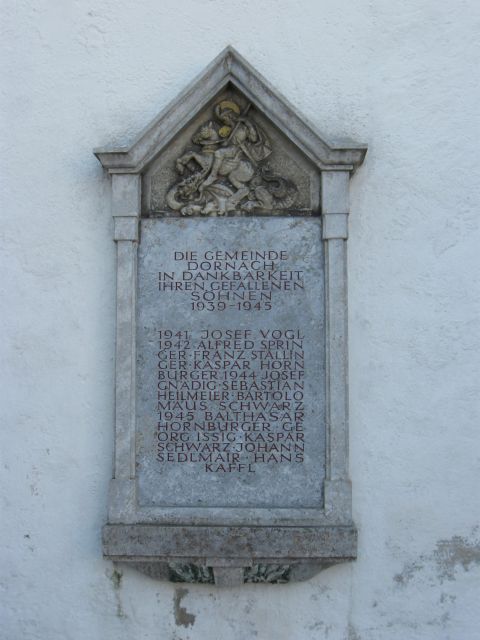 DIE GEMEINDE
DORNACH
IN DANKBARKEIT
IHREN GEFALLENEN
SÖHNEN
1939-1945
1941 JOSEF VOGL
1942 ALFRED SPRIN
GER · FRANZ STALLIN
GER · KASPAR HORN
BURGER 1944 JOSEF
GNÄDIG · SEBASTIAN
HEILMEIER · BARTOLO
MÄUS SCHWARZ
1945 BALTHASAR
HORNBURGER · GE
ORG ISSIG · KASPAR
SCHWARZ · JOHANN
SEDLMAIR · HANS
KAFFL